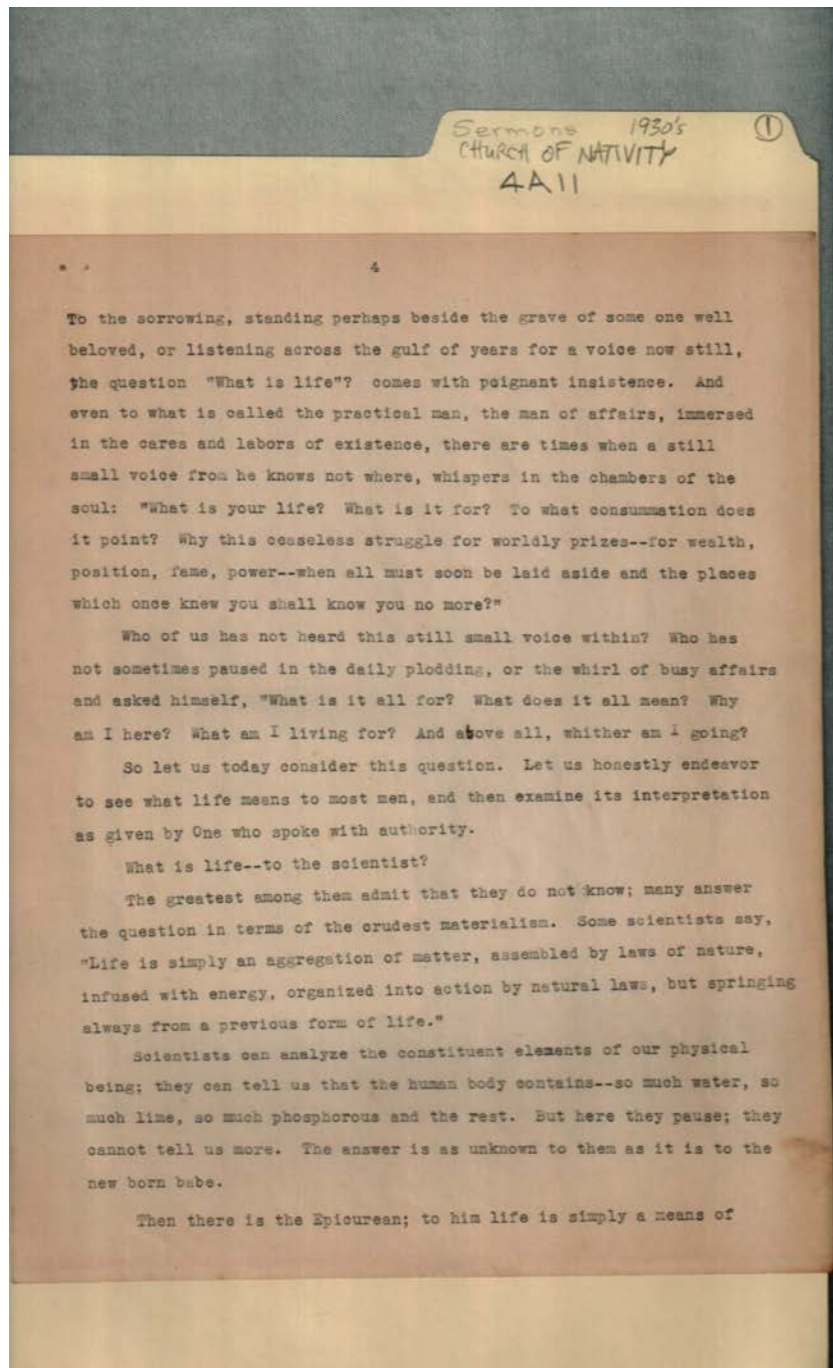 Sermons 1930's ①
CHURCH OF NATIVITY
4A11
4
To the sorrowing, standing perhaps beside the grave of some one well
beloved, or listening across the gulf of years for a voice now still,
the question "What is life"? comes with poignant insistence. And
even to what is called the practical man, the man of affairs, immersed
in the cares and labors of existence, there are times when a still
small voice from he knows not where, whispers in the chambers of the
soul: "What is your life? What is it for? To what consummation does
it point? Why this ceaseless struggle for worldly prizes--for wealth,
position, fame, power--when all must soon be laid aside and the places
which once knew you shall know you no more?"
Who of us has not heard this still small voice within? Who has
not sometimes paused in the daily plodding, or the whirl of busy affairs
and asked himself, "What is it all for? What does it all mean? Why
am I here? What am I living for? And above all, whither am I going?
So let us today consider this question. Let us honestly endeavor
to see what life means to most men, and then examine its interpretation
as given by One who spoke with authority.
What is life--to the scientist?
The greatest among them admit that they do not know; many answer
the question in terms of the crudest materialism. Some scientists say,
"Life is simply an aggregation of matter, assembled by laws of nature,
infused with energy, organized into action by natural laws, but springing
always from a previous form of life."
Scientists can analyze the constituent elements of our physical
being; they can tell us that the human body contains--so much water, so
much lime, so much phosphorous and the rest. But here they pause; they
cannot tell us more. The answer is as unknown to them as it is to the
new born babe.
Then there is the Epicurean; to him life is simply a means of